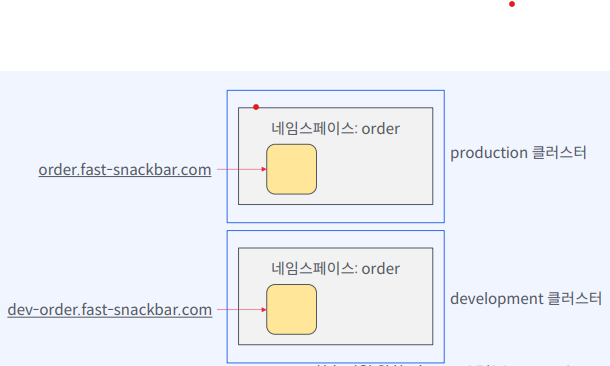 네임스페이스: order
order.fast-snackbar.com
production 클러스터
네임스페이스: order
dev-order.fast-snackbar.com
development 클러스터